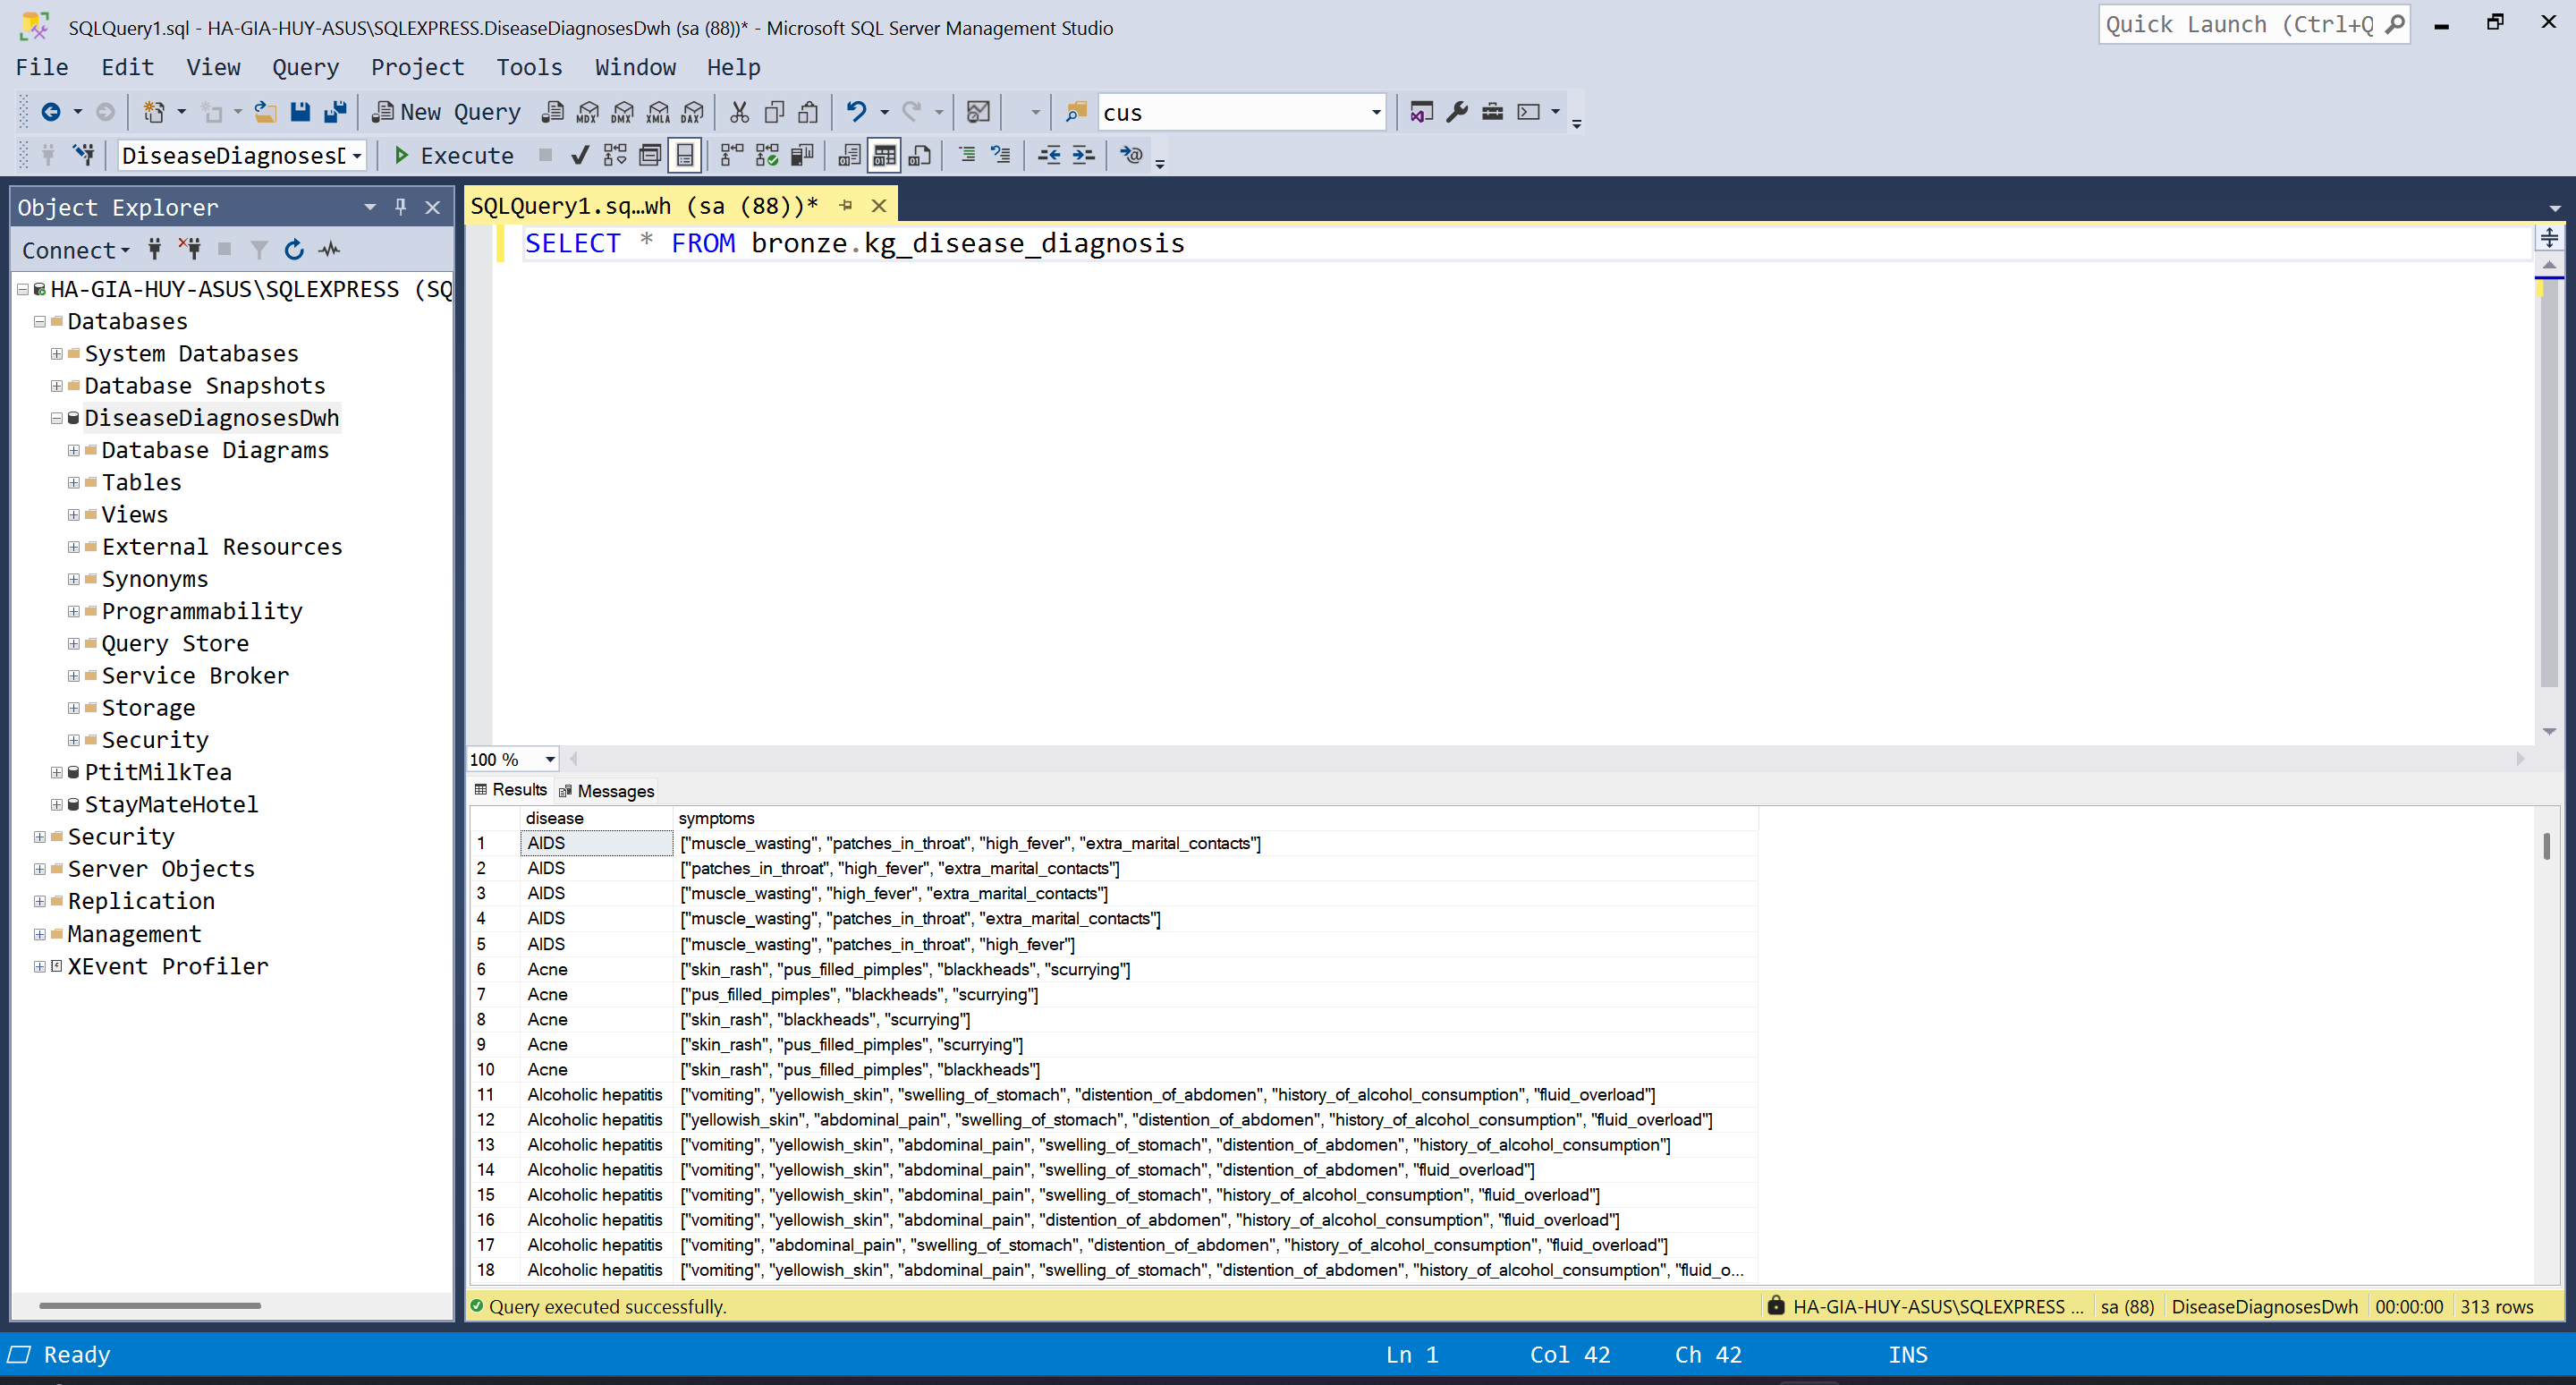 SQLQuery1.sql - HA-GIA-HUY-ASUS\SQLEXPRESS.DiseaseDiagnosesDwh (sa (88))* - Microsoft SQL Server Management Studio
Quick Launch (Ctrl+Q
File Edit View Query Project Tools Window Help
New Query MDX DMX XMLA DAX cus
DiseaseDiagnosesD Execute
Object Explorer
SQLQuery1.sq...wh (sa (88))*
Connect
SELECT * FROM bronze.kg_disease_diagnosis
HA-GIA-HUY-ASUS\SQLEXPRESS (SQ
Databases
System Databases
Database Snapshots
DiseaseDiagnosesDwh
Database Diagrams
Tables
Views
External Resources
Synonyms
Programmability
Query Store
Service Broker
Storage
Security
PtitMilkTea
StayMateHotel
Security
Server Objects
Replication
Management
XEvent Profiler
100 %
Results Messages
disease symptoms
1 AIDS ["muscle_wasting", "patches_in_throat", "high_fever", "extra_marital_contacts"]
2 AIDS ["patches_in_throat", "high_fever", "extra_marital_contacts"]
3 AIDS ["muscle_wasting", "high_fever", "extra_marital_contacts"]
4 AIDS ["muscle_wasting", "patches_in_throat", "extra_marital_contacts"]
5 AIDS ["muscle_wasting", "patches_in_throat", "high_fever"]
6 Acne ["skin_rash", "pus_filled_pimples", "blackheads", "scurrying"]
7 Acne ["pus_filled_pimples", "blackheads", "scurrying"]
8 Acne ["skin_rash", "blackheads", "scurrying"]
9 Acne ["skin_rash", "pus_filled_pimples", "scurrying"]
10 Acne ["skin_rash", "pus_filled_pimples", "blackheads"]
11 Alcoholic hepatitis ["vomiting", "yellowish_skin", "swelling_of_stomach", "distention_of_abdomen", "history_of_alcohol_consumption", "fluid_overload"]
12 Alcoholic hepatitis ["yellowish_skin", "abdominal_pain", "swelling_of_stomach", "distention_of_abdomen", "history_of_alcohol_consumption", "fluid_overload"]
13 Alcoholic hepatitis ["vomiting", "yellowish_skin", "abdominal_pain", "swelling_of_stomach", "distention_of_abdomen", "history_of_alcohol_consumption"]
14 Alcoholic hepatitis ["vomiting", "yellowish_skin", "abdominal_pain", "swelling_of_stomach", "distention_of_abdomen", "fluid_overload"]
15 Alcoholic hepatitis ["vomiting", "yellowish_skin", "abdominal_pain", "swelling_of_stomach", "history_of_alcohol_consumption", "fluid_overload"]
16 Alcoholic hepatitis ["vomiting", "yellowish_skin", "abdominal_pain", "distention_of_abdomen", "history_of_alcohol_consumption", "fluid_overload"]
17 Alcoholic hepatitis ["vomiting", "abdominal_pain", "swelling_of_stomach", "distention_of_abdomen", "history_of_alcohol_consumption", "fluid_overload"]
18 Alcoholic hepatitis ["vomiting", "yellowish_skin", "abdominal_pain", "swelling_of_stomach", "distention_of_abdomen", "history_of_alcohol_consumption", "fluid_o...
Query executed successfully. HA-GIA-HUY-ASUS\SQLEXPRESS ... sa (88) DiseaseDiagnosesDwh 00:00:00 313 rows
Ready Ln 1 Col 42 Ch 42 INS